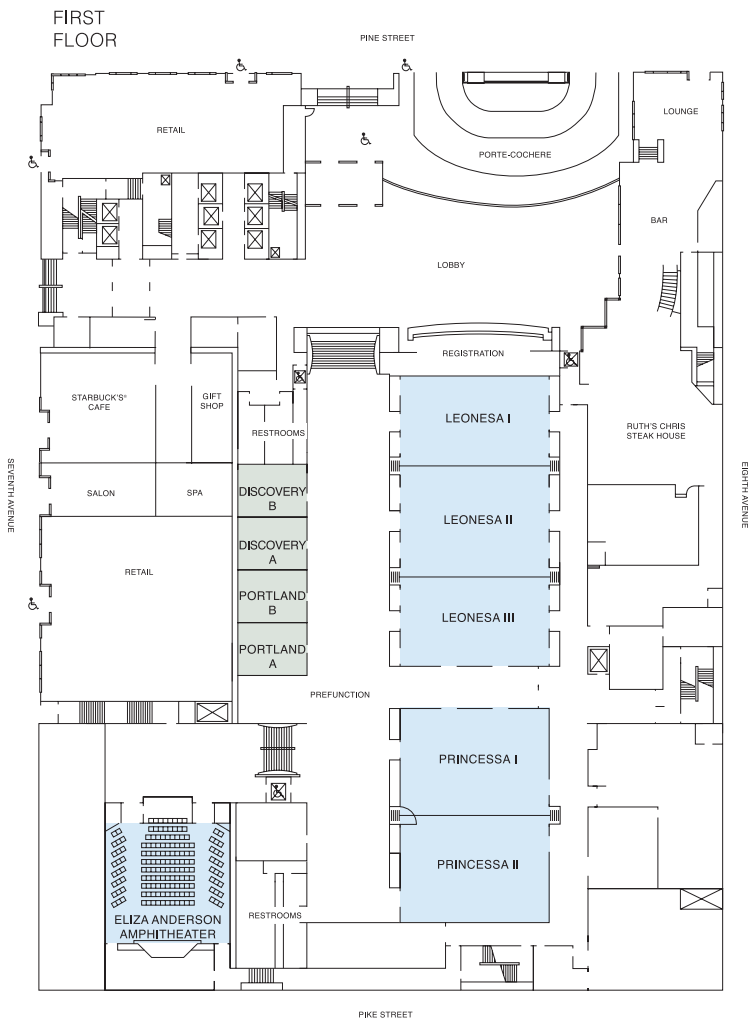 FIRST
FLOOR
PINE STREET
LOUNGE
RETAIL
PORTE-COCHERE
BAR
LOBBY
REGISTRATION
STARBUCK'S®
CAFE
GIFT
SHOP
LEONESA I
RUTH'S CHRIS
STEAK HOUSE
RESTROOMS
SEVENTH AVENUE
EIGHTH AVENUE
SALON
SPA
DISCOVERY
B
LEONESA II
DISCOVERY
A
RETAIL
PORTLAND
B
LEONESA III
PORTLAND
A
PREFUNCTION
PRINCESSA I
PRINCESSA II
ELIZA ANDERSON
AMPHITHEATER
RESTROOMS
PIKE STREET